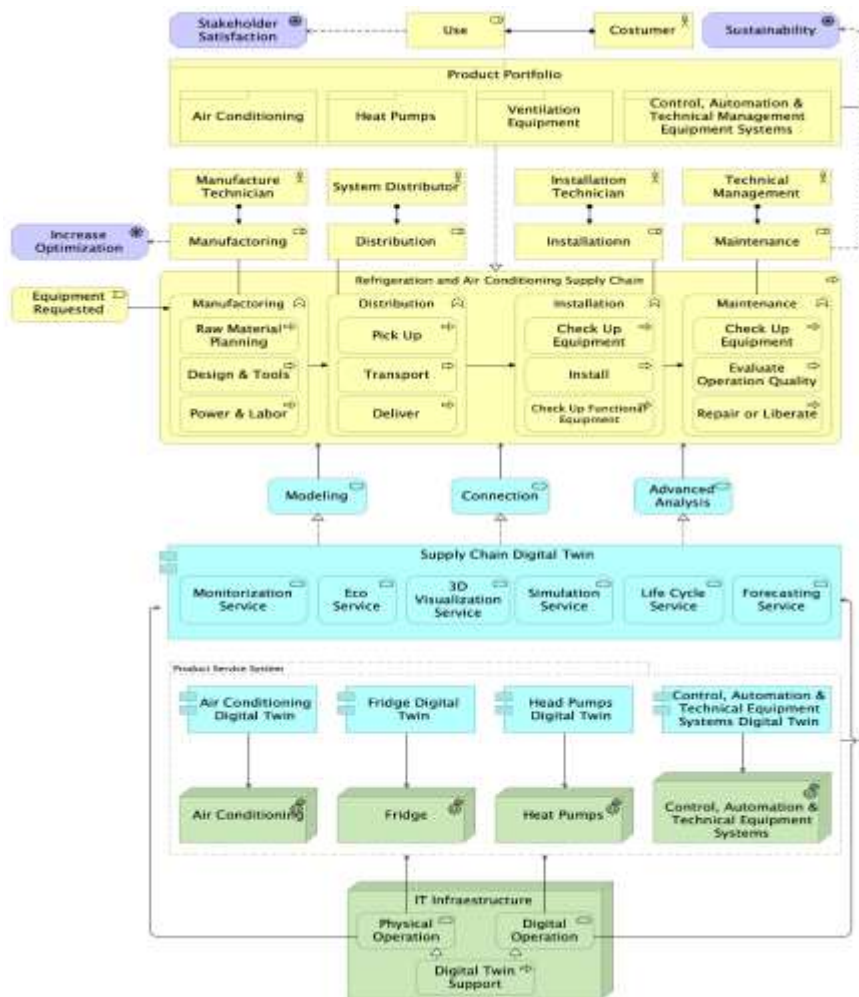 Stakeholder
Satisfaction
Use
Costumer
Sustainability
Product Portfolio
Air Conditioning
Heat Pumps
Ventilation
Equipment
Control, Automation &
Technical Management
Equipment Systems
Manufacture
Technician
System Distributor
Installation
Technician
Technical
Management
Increase
Optimization
Manufactoring
Distribution
Installationn
Maintenance
Refrigeration and Air Conditioning Supply Chain
Equipment
Requested
Manufactoring
Raw Material
Planning
Design & Tools
Power & Labor
Distribution
Pick Up
Transport
Deliver
Installation
Check Up
Equipment
Install
Check Up Functional
Equipment
Maintenance
Check Up
Equipment
Evaluate
Operation Quality
Repair or Liberate
Modeling
Connection
Advanced
Analysis
Supply Chain Digital Twin
Monitorization
Service
Eco
Service
3D
Visualization
Service
Simulation
Service
Life Cycle
Service
Forecasting
Service
Product Service System
Air Conditioning
Digital Twin
Fridge Digital
Twin
Head Pumps
Digital Twin
Control, Automation &
Technical Equipment
Systems Digital Twin
Air Conditioning
Fridge
Heat Pumps
Control, Automation &
Technical Equipment
Systems
IT Infraestructure
Physical
Operation
Digital
Operation
Digital Twin
Support